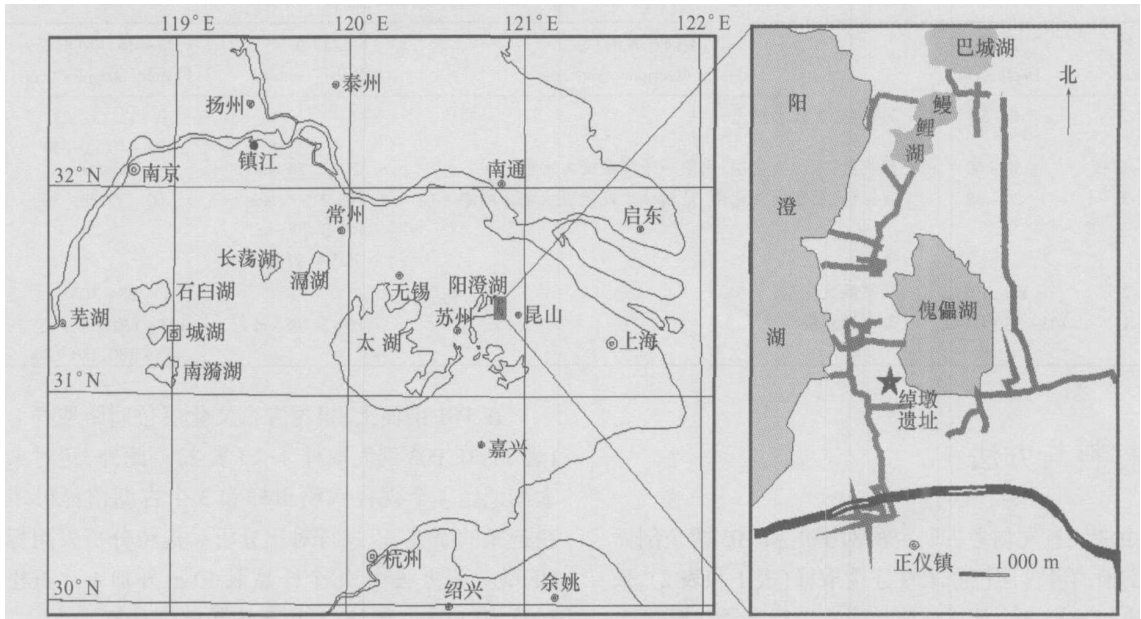 119°E
120°E
121°E
122°E
泰州
扬州
镇江
南京
32°N
南通
常州
启东
长荡湖
滆湖
石臼湖
无锡
阳澄湖
芜湖
固城湖
苏州
昆山
太湖
上海
南漪湖
31°N
嘉兴
杭州
30°N
绍兴
余姚
巴城湖
北
阳澄湖
鳗鲤湖
傀儡湖
绰墩
遗址
正仪镇
1 000 m